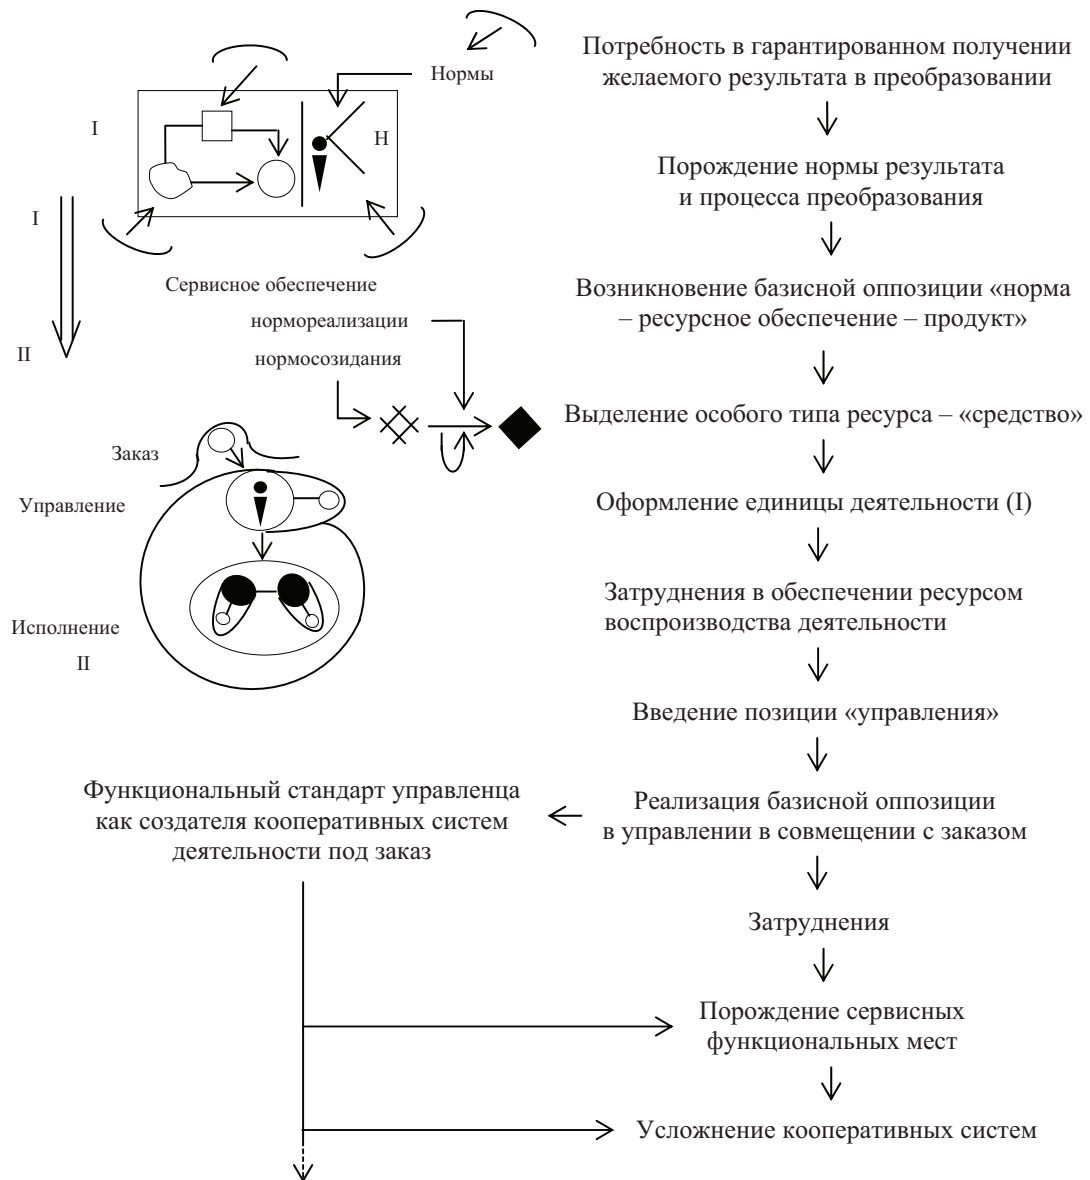 Нормы
I
Н
I
II
Сервисное обеспечение
нормореализации
нормосозидания
Заказ
Управление
Исполнение
II
Потребность в гарантированном получении
желаемого результата в преобразовании
Порождение нормы результата
и процесса преобразования
Возникновение базисной оппозиции «норма
– ресурсное обеспечение – продукт»
Выделение особого типа ресурса – «средство»
Оформление единицы деятельности (I)
Затруднения в обеспечении ресурсом
воспроизводства деятельности
Введение позиции «управления»
Реализация базисной оппозиции
в управлении в совмещении с заказом
Функциональный стандарт управленца
как создателя кооперативных систем
деятельности под заказ
Затруднения
Порождение сервисных
функциональных мест
Усложнение кооперативных систем